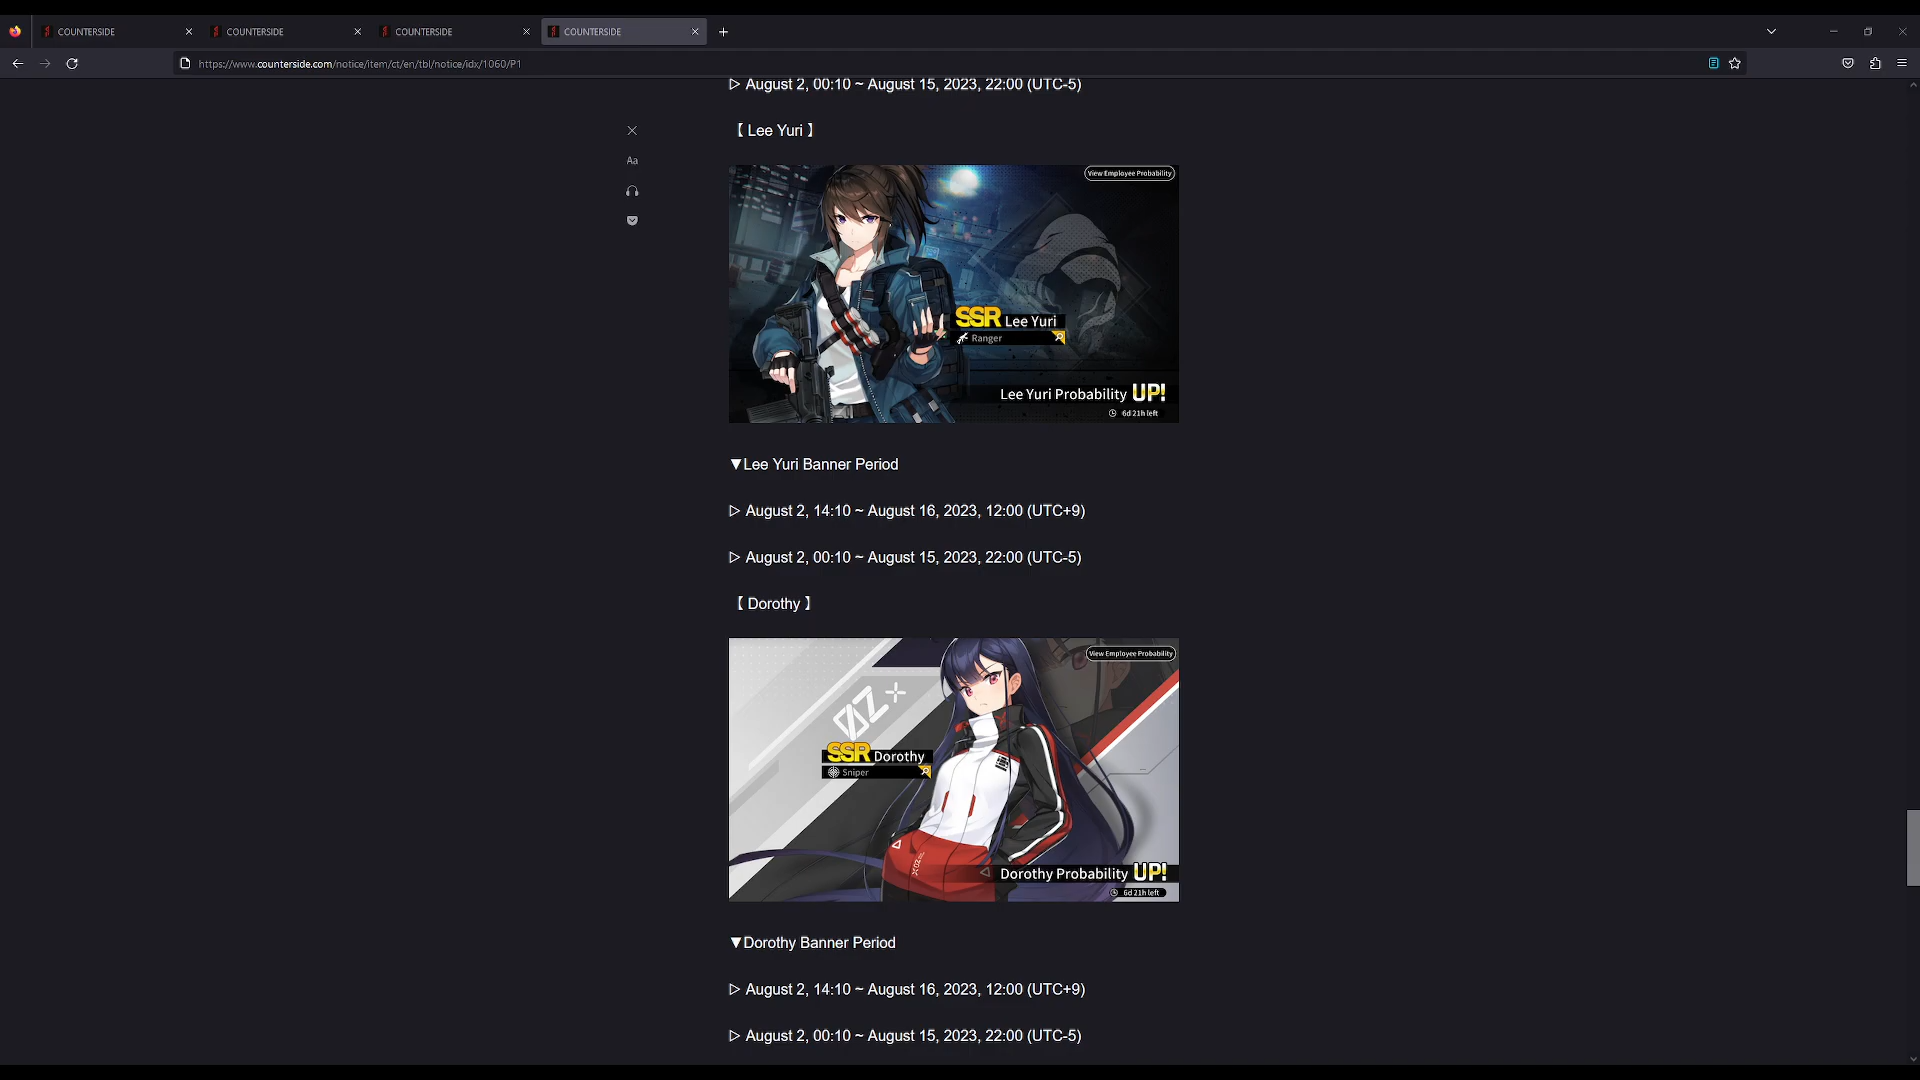 COUNTERSIDE
COUNTERSIDE
COUNTERSIDE
COUNTERSIDE
https://www.counterside.com/notice/item/ct/en/tbl/notice/idx/1060/P1
▷ August 2, 00:10 ~ August 15, 2023, 22:00 (UTC-5)
【 Lee Yuri 】
Aa
View Employee Probability
SSR Lee Yuri
Ranger
Lee Yuri Probability UP!
6d 21h left
▼Lee Yuri Banner Period
▷ August 2, 14:10 ~ August 16, 2023, 12:00 (UTC+9)
▷ August 2, 00:10 ~ August 15, 2023, 22:00 (UTC-5)
【 Dorothy 】
View Employee Probability
SSR Dorothy
Sniper
Dorothy Probability UP!
6d 21h left
▼Dorothy Banner Period
▷ August 2, 14:10 ~ August 16, 2023, 12:00 (UTC+9)
▷ August 2, 00:10 ~ August 15, 2023, 22:00 (UTC-5)